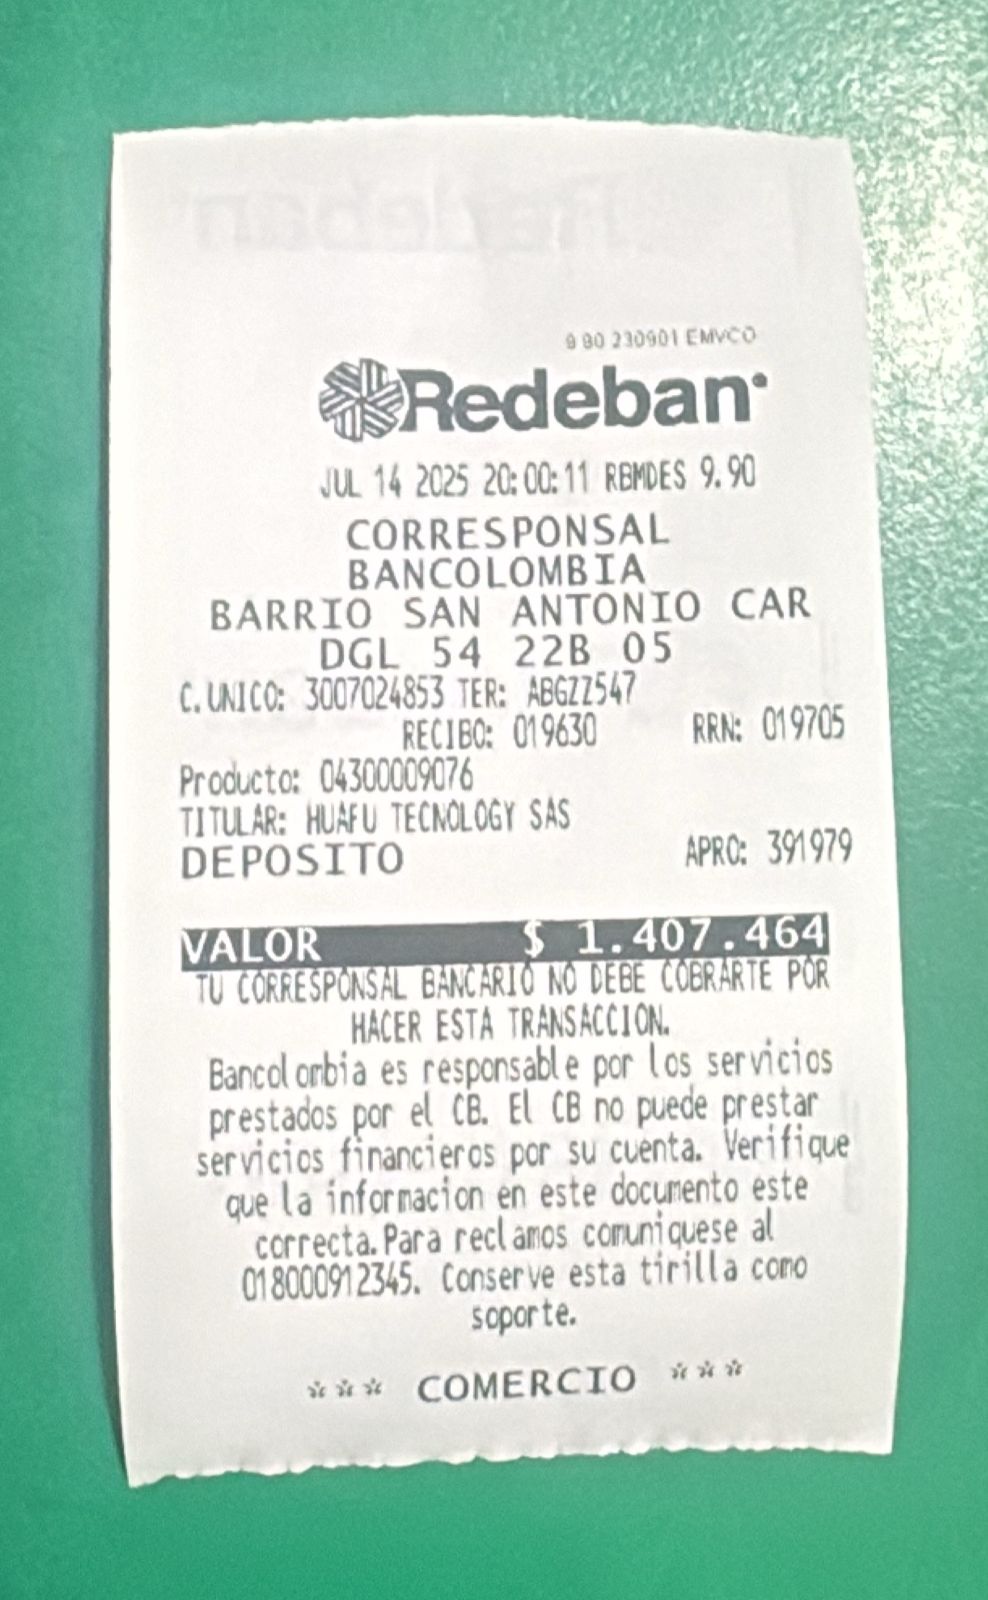 9 90 230901 EMVCO
Redeban
JUL 14 2025 20:00:11 RBMDES 9.90
CORRESPONSAL
BANCOLOMBIA
BARRIO SAN ANTONIO CAR
DGL 54 22B 05
C. UNICO: 3007024853 TER: ABGZZ547
RECIBO: 019630 RRN: 019705
Producto: 04300009076
TITULAR: HUAFU TECNOLOGY SAS
DEPOSITO APRO: 391979
VALOR $ 1.407.464
TU CORRESPONSAL BANCARIO NO DEBE COBRARTE POR
HACER ESTA TRANSACCION.
Bancolombia es responsable por los servicios
prestados por el CB. El CB no puede prestar
servicios financieros por su cuenta. Verifique
que la informacion en este documento este
correcta.Para reclamos comuniquese al
018000912345. Conserve esta tirilla como
soporte.
*** COMERCIO ***